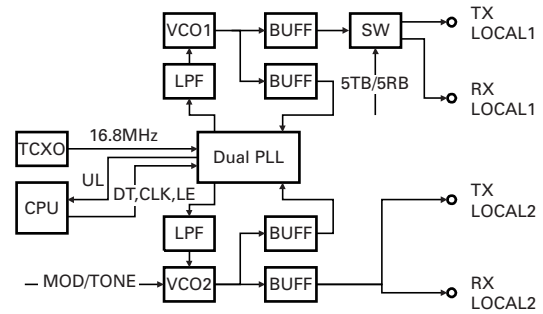 VCO1
BUFF
SW
TX
LOCAL1
LPF
BUFF
5TB/5RB
RX
LOCAL1
TCXO
16.8MHz
Dual PLL
UL
DT,CLK,LE
CPU
TX
LOCAL2
LPF
BUFF
MOD/TONE
VCO2
BUFF
RX
LOCAL2